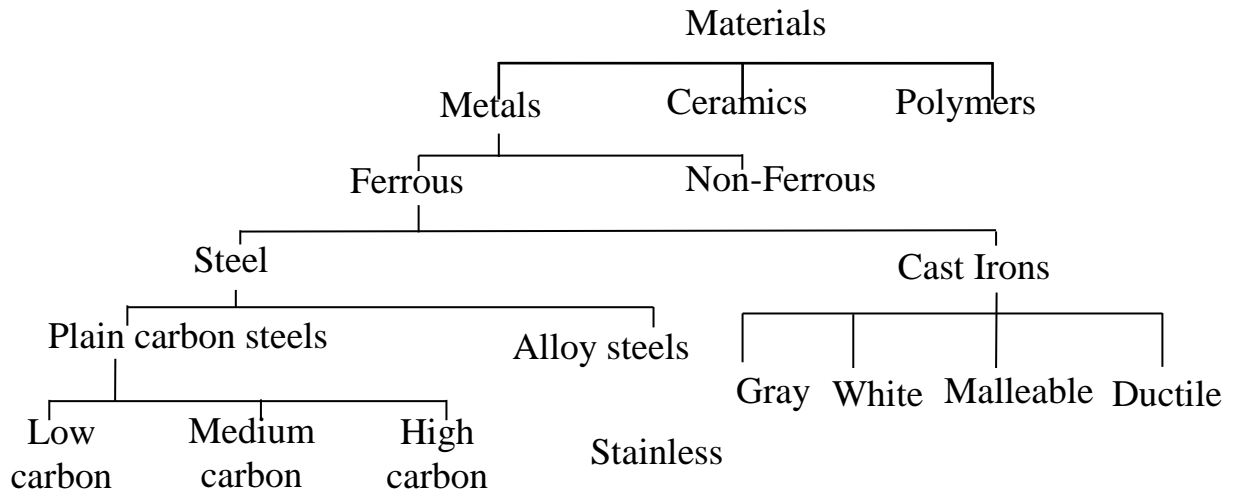 Materials
Metals
Ceramics
Polymers
Ferrous
Non-Ferrous
Steel
Cast Irons
Plain carbon steels
Alloy steels
Gray
White
Malleable
Ductile
Low
carbon
Medium
carbon
High
carbon
Stainless